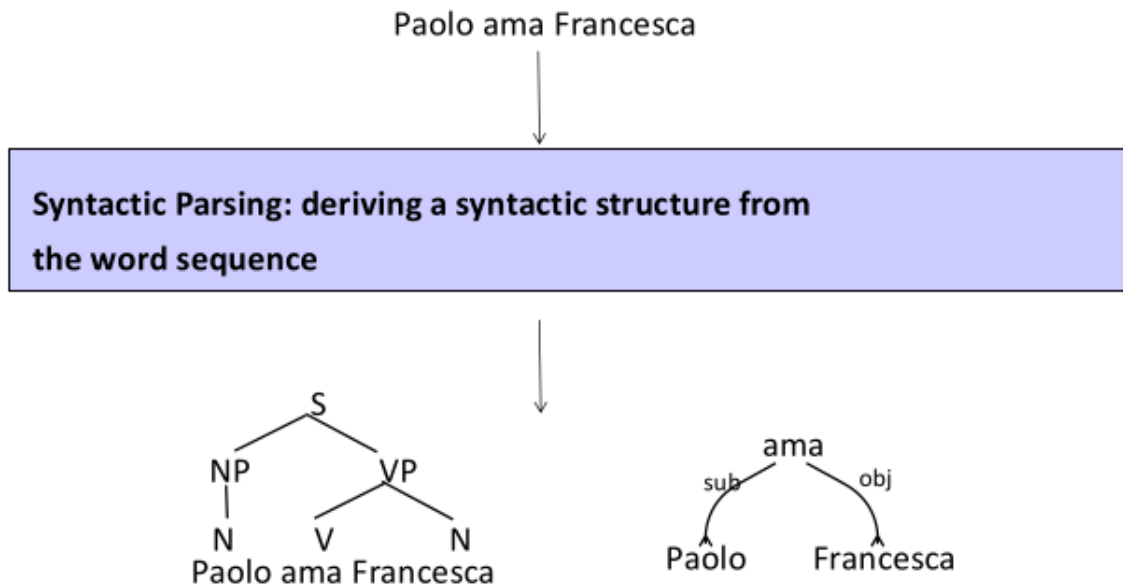 Paolo ama Francesca
Syntactic Parsing: deriving a syntactic structure from
the word sequence
S
NP VP
N V N
Paolo ama Francesca
ama
sub obj
Paolo Francesca